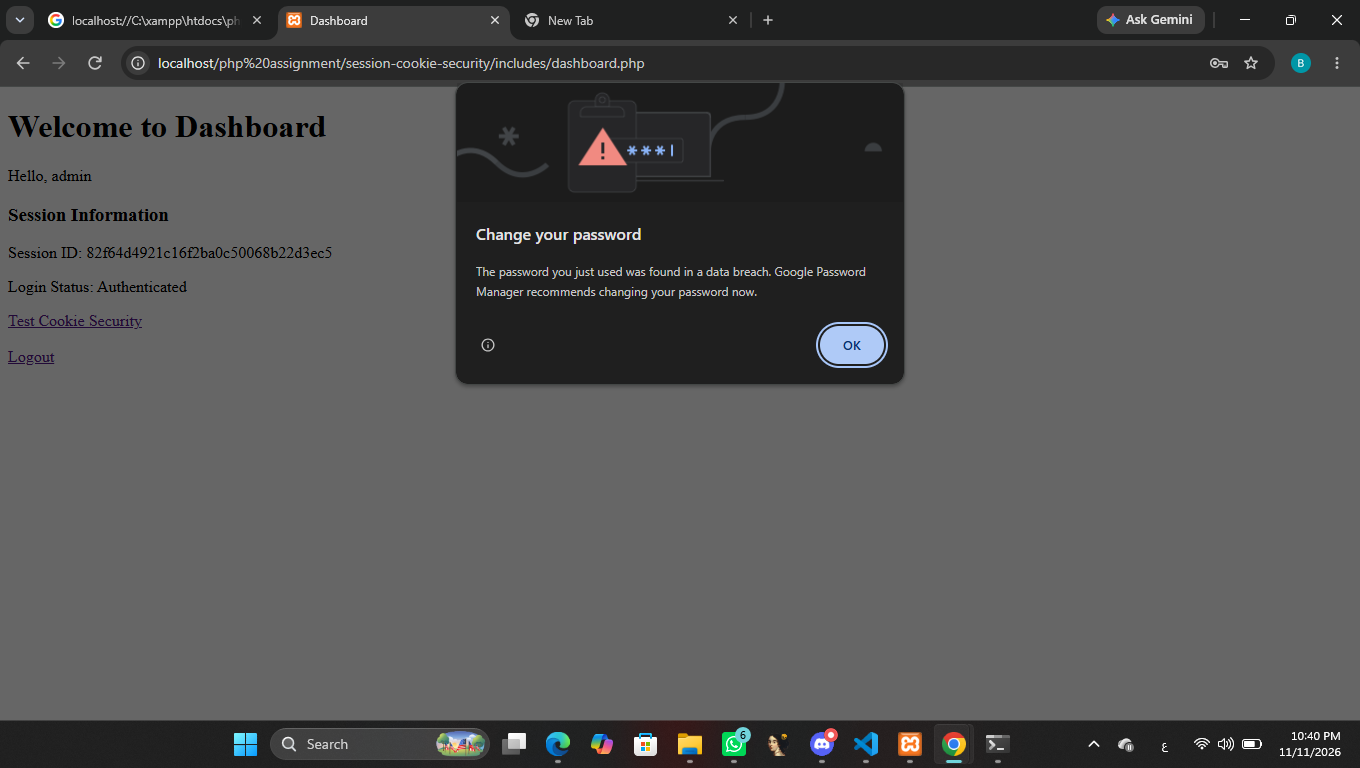 localhost://C:\xampp\htdocs\ph
Dashboard
New Tab
Ask Gemini
localhost/php%20assignment/session-cookie-security/includes/dashboard.php
B
Welcome to Dashboard
Hello, admin
Session Information
Session ID: 82f64d4921c16f2ba0c50068b22d3ec5
Login Status: Authenticated
Test Cookie Security
Logout
***|
Change your password
The password you just used was found in a data breach. Google Password
Manager recommends changing your password now.
OK
Search
6
ع
10:40 PM
11/11/2026